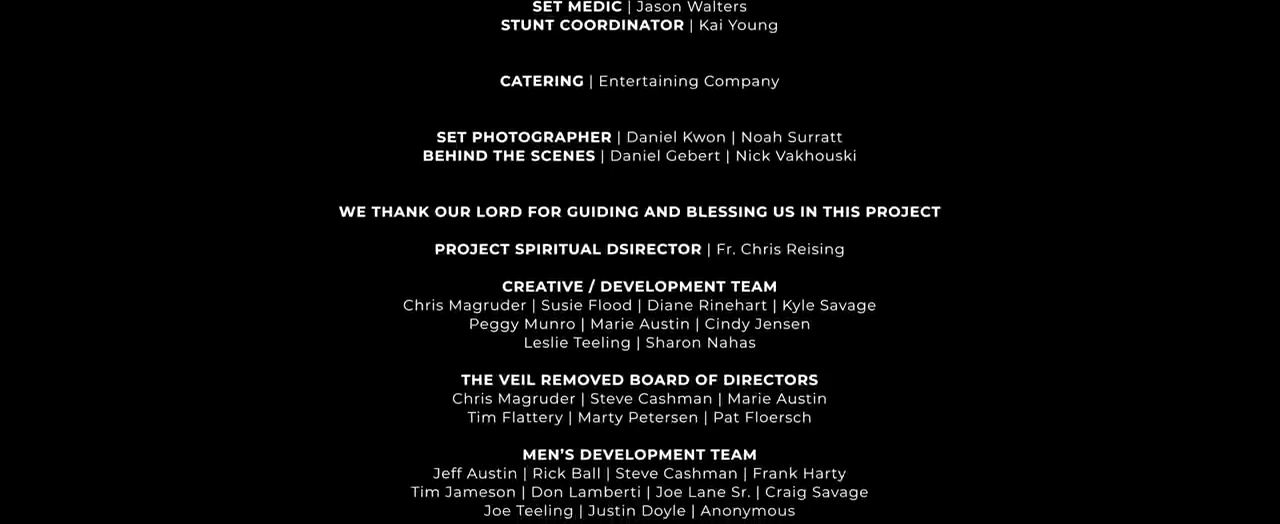 SET MEDIC | Jason Walters
STUNT COORDINATOR | Kai Young
CATERING | Entertaining Company
SET PHOTOGRAPHER | Daniel Kwon | Noah Surratt
BEHIND THE SCENES | Daniel Gebert | Nick Vakhouski
WE THANK OUR LORD FOR GUIDING AND BLESSING US IN THIS PROJECT
PROJECT SPIRITUAL DSIRECTOR | Fr. Chris Reising
CREATIVE / DEVELOPMENT TEAM
Chris Magruder | Susie Flood | Diane Rinehart | Kyle Savage
Peggy Munro | Marie Austin | Cindy Jensen
Leslie Teeling | Sharon Nahas
THE VEIL REMOVED BOARD OF DIRECTORS
Chris Magruder | Steve Cashman | Marie Austin
Tim Flattery | Marty Petersen | Pat Floersch
MEN'S DEVELOPMENT TEAM
Jeff Austin | Rick Ball | Steve Cashman | Frank Harty
Tim Jameson | Don Lamberti | Joe Lane Sr. | Craig Savage
Joe Teeling | Justin Doyle | Anonymous